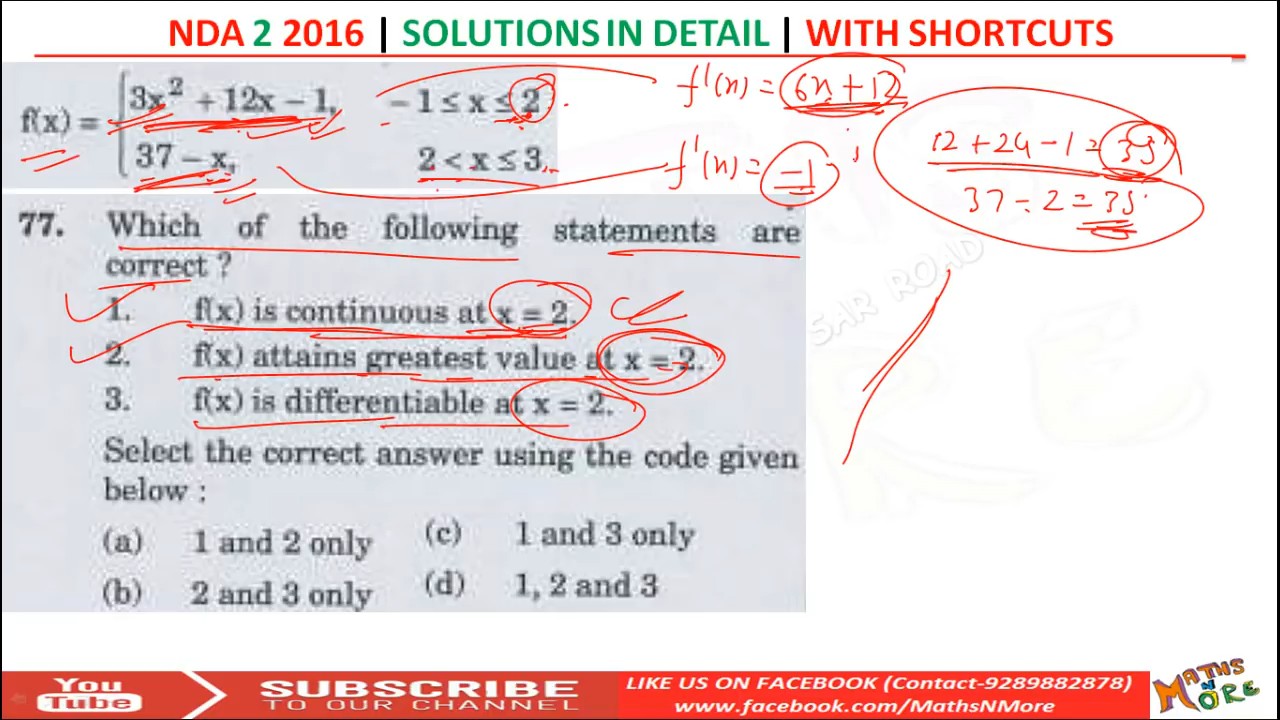 NDA 2 2016 | SOLUTIONS IN DETAIL | WITH SHORTCUTS
f(x) = { 3x² + 12x − 1, − 1 ≤ x ≤ 2
37 − x, 2 < x ≤ 3
f'(x) = 6x + 12
f'(x) = −1 ;
12 + 24 − 1 = 35
37 − 2 = 35
77. Which of the following statements are
correct ?
1. f(x) is continuous at x = 2.
2. f(x) attains greatest value at x = 2.
3. f(x) is differentiable at x = 2.
Select the correct answer using the code given
below :
(a) 1 and 2 only (c) 1 and 3 only
(b) 2 and 3 only (d) 1, 2 and 3
SAR ROAD
You Tube
SUBSCRIBE
TO OUR CHANNEL
LIKE US ON FACEBOOK (Contact-9289882878)
www.facebook.com/MathsNMore
MATHS N MORE